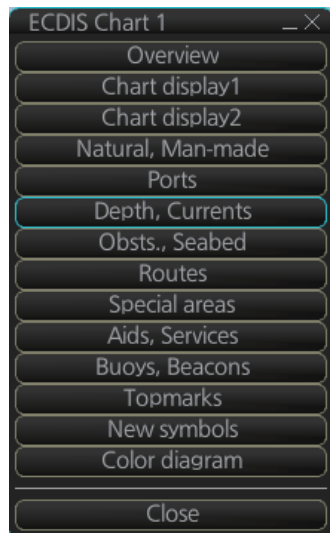 ECDIS Chart 1
Overview
Chart display1
Chart display2
Natural, Man-made
Ports
Depth, Currents
Obsts., Seabed
Routes
Special areas
Aids, Services
Buoys, Beacons
Topmarks
New symbols
Color diagram
Close